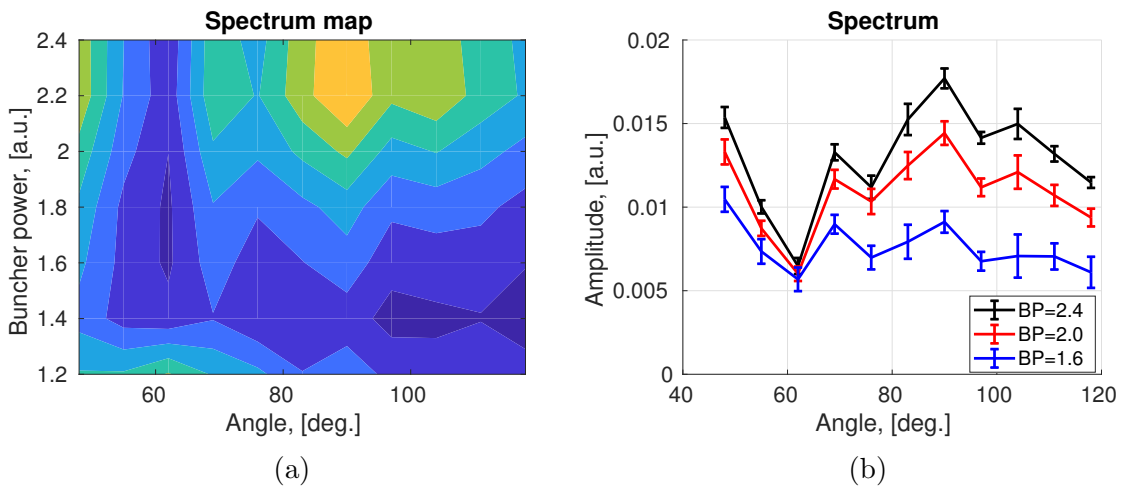 Spectrum map
Buncher power, [a.u.]
2.4
2.2
2
1.8
1.6
1.4
1.2
60
80
100
Angle, [deg.]
(a)
Spectrum
Amplitude, [a.u.]
0.02
0.015
0.01
0.005
0
40
60
80
100
120
Angle, [deg.]
BP=2.4
BP=2.0
BP=1.6
(b)